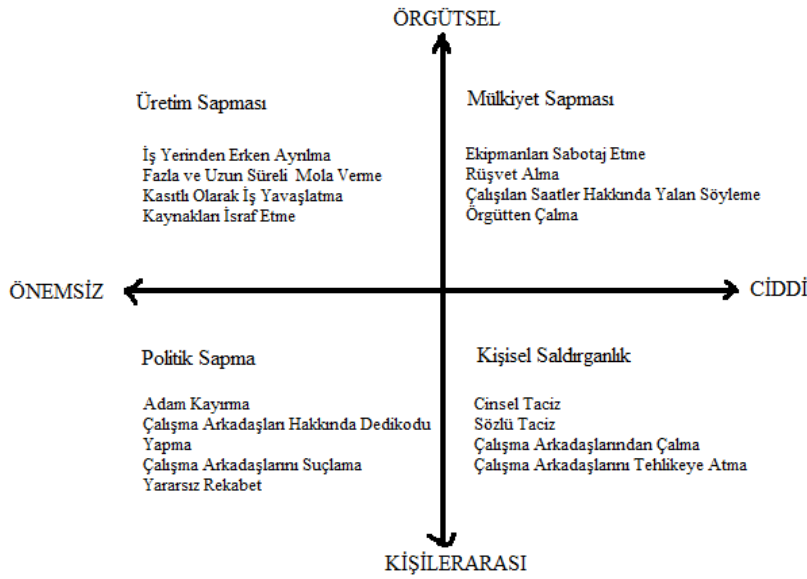 ÖRGÜTSEL
Üretim Sapması
İş Yerinden Erken Ayrılma
Fazla ve Uzun Süreli Mola Verme
Kasıtlı Olarak İş Yavaşlatma
Kaynakları İsraf Etme
Mülkiyet Sapması
Ekipmanları Sabotaj Etme
Rüşvet Alma
Çalışılan Saatler Hakkında Yalan Söyleme
Örgütten Çalma
ÖNEMSİZ
CİDDİ
Politik Sapma
Adam Kayırma
Çalışma Arkadaşları Hakkında Dedikodu
Yapma
Çalışma Arkadaşlarını Suçlama
Yararsız Rekabet
Kişisel Saldırganlık
Cinsel Taciz
Sözlü Taciz
Çalışma Arkadaşlarından Çalma
Çalışma Arkadaşlarını Tehlikeye Atma
KİŞİLERARASI